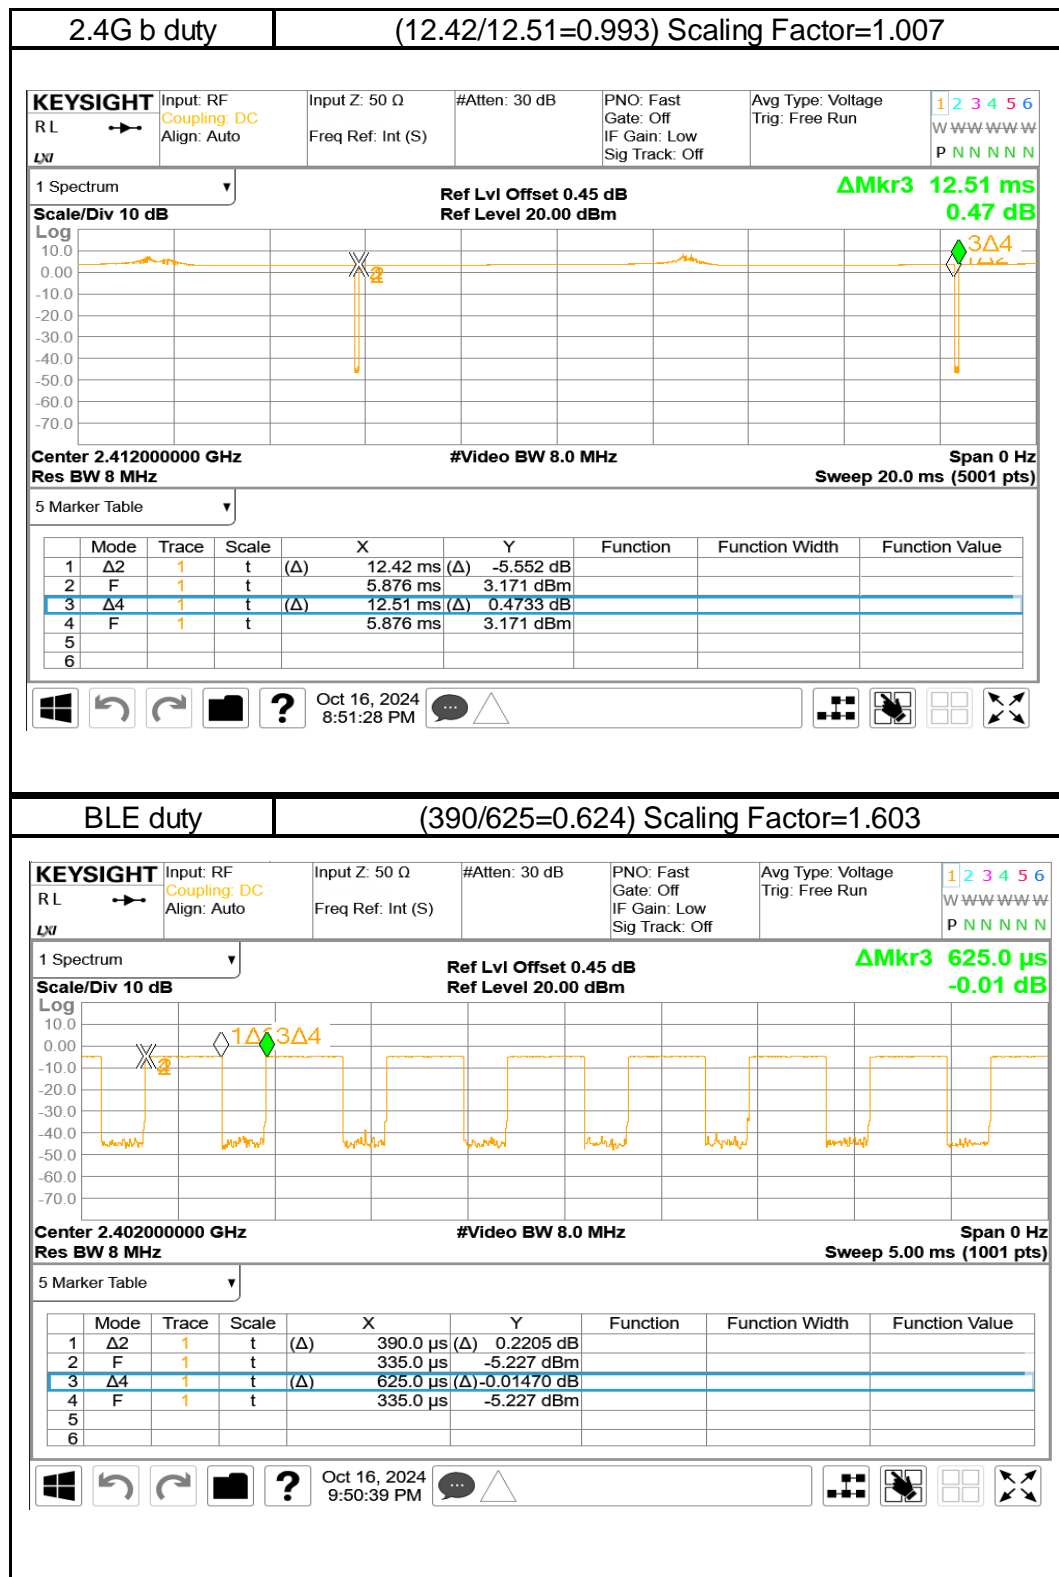 2.4G b duty (12.42/12.51=0.993) Scaling Factor=1.007
KEYSIGHT Input: RF Input Z: 50 Ω #Atten: 30 dB PNO: Fast Avg Type: Voltage 1 2 3 4 5 6
Coupling: DC Gate: Off Trig: Free Run
R L Align: Auto Freq Ref: Int (S) IF Gain: Low W W W W W W
LXI Sig Track: Off P N N N N N
1 Spectrum ▼ Ref Lvl Offset 0.45 dB ΔMkr3 12.51 ms
Scale/Div 10 dB Ref Level 20.00 dBm 0.47 dB
Log
10.0 3Δ4
0.00
-10.0
-20.0
-30.0
-40.0
-50.0
-60.0
-70.0
Center 2.412000000 GHz #Video BW 8.0 MHz Span 0 Hz
Res BW 8 MHz Sweep 20.0 ms (5001 pts)
5 Marker Table ▼
Mode Trace Scale X Y Function Function Width Function Value
1 Δ2 1 t (Δ) 12.42 ms (Δ) -5.552 dB
2 F 1 t 5.876 ms 3.171 dBm
3 Δ4 1 t (Δ) 12.51 ms (Δ) 0.4733 dB
4 F 1 t 5.876 ms 3.171 dBm
5
6
? Oct 16, 2024
8:51:28 PM
BLE duty (390/625=0.624) Scaling Factor=1.603
KEYSIGHT Input: RF Input Z: 50 Ω #Atten: 30 dB PNO: Fast Avg Type: Voltage 1 2 3 4 5 6
Coupling: DC Gate: Off Trig: Free Run
R L Align: Auto Freq Ref: Int (S) IF Gain: Low W W W W W W
LXI Sig Track: Off P N N N N N
1 Spectrum ▼ Ref Lvl Offset 0.45 dB ΔMkr3 625.0 µs
Scale/Div 10 dB Ref Level 20.00 dBm -0.01 dB
Log
10.0 3Δ4
0.00
-10.0
-20.0
-30.0
-40.0
-50.0
-60.0
-70.0
Center 2.402000000 GHz #Video BW 8.0 MHz Span 0 Hz
Res BW 8 MHz Sweep 5.00 ms (1001 pts)
5 Marker Table ▼
Mode Trace Scale X Y Function Function Width Function Value
1 Δ2 1 t (Δ) 390.0 µs (Δ) 0.2205 dB
2 F 1 t 335.0 µs -5.227 dBm
3 Δ4 1 t (Δ) 625.0 µs (Δ) -0.01470 dB
4 F 1 t 335.0 µs -5.227 dBm
5
6
? Oct 16, 2024
9:50:39 PM